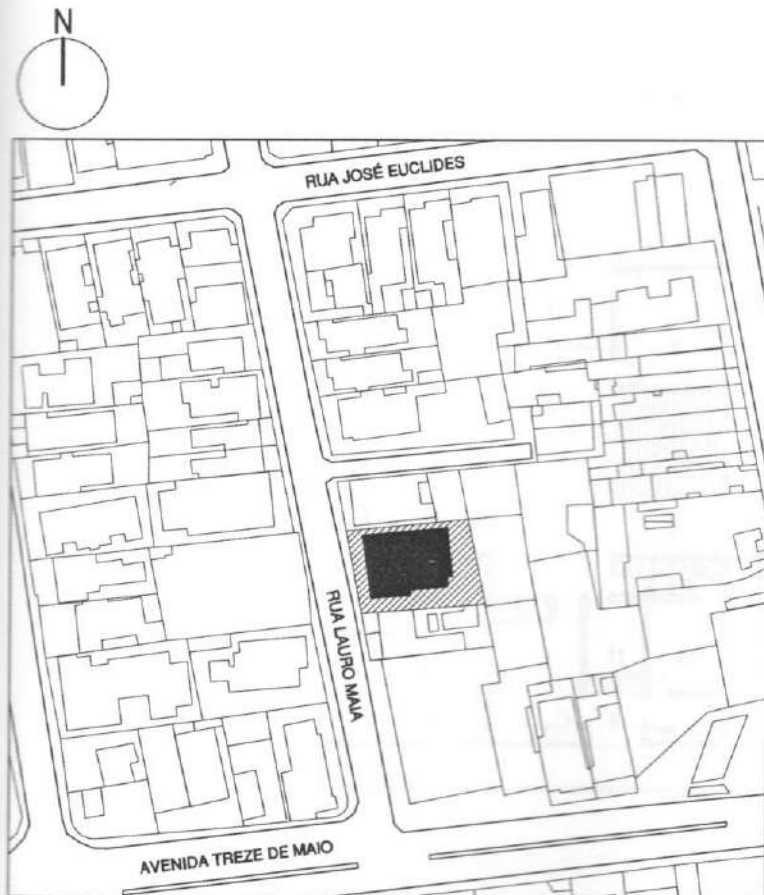 N
RUA JOSÉ EUCLIDES
RUA LAURO MAIA
AVENIDA TREZE DE MAIO